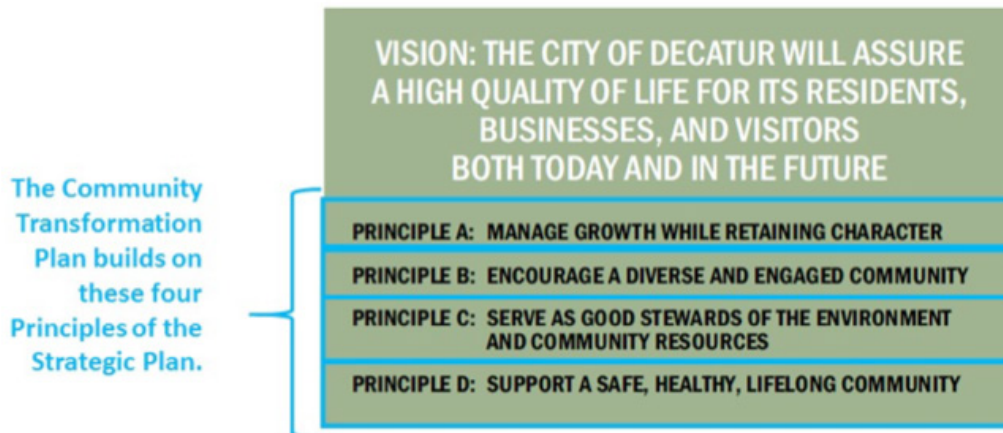 VISION: THE CITY OF DECATUR WILL ASSURE
A HIGH QUALITY OF LIFE FOR ITS RESIDENTS,
BUSINESSES, AND VISITORS
BOTH TODAY AND IN THE FUTURE
The Community
Transformation
Plan builds on
these four
Principles of the
Strategic Plan.
PRINCIPLE A: MANAGE GROWTH WHILE RETAINING CHARACTER
PRINCIPLE B: ENCOURAGE A DIVERSE AND ENGAGED COMMUNITY
PRINCIPLE C: SERVE AS GOOD STEWARDS OF THE ENVIRONMENT
AND COMMUNITY RESOURCES
PRINCIPLE D: SUPPORT A SAFE, HEALTHY, LIFELONG COMMUNITY